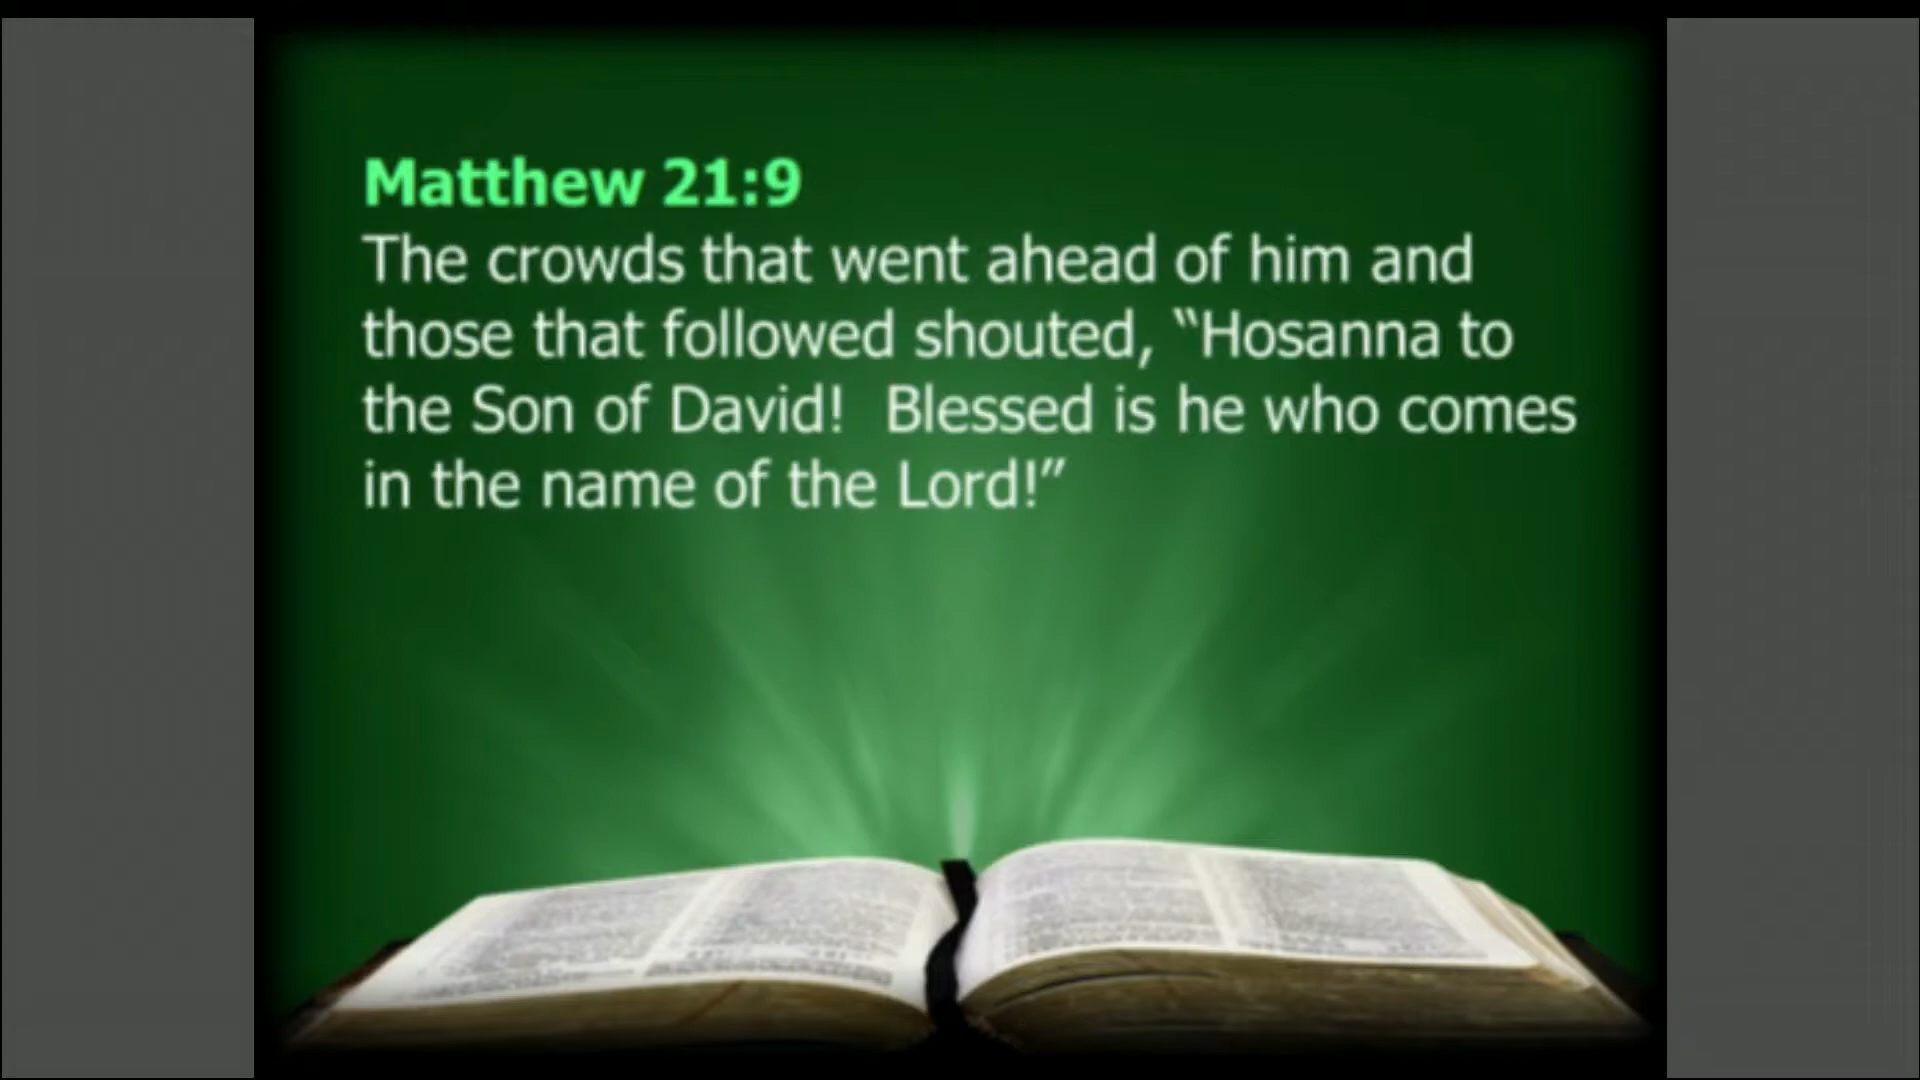 Matthew 21:9
The crowds that went ahead of him and
those that followed shouted, “Hosanna to
the Son of David!  Blessed is he who comes
in the name of the Lord!”